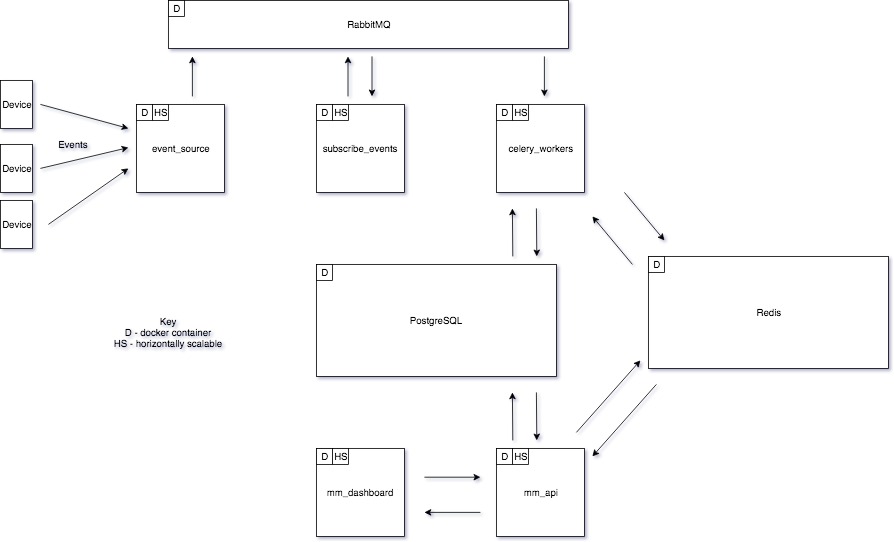 D
RabbitMQ
Device
Device
Device
Events
D HS
event_source
D HS
subscribe_events
D HS
celery_workers
D
PostgreSQL
D
Redis
Key
D - docker container
HS - horizontally scalable
D HS
mm_dashboard
D HS
mm_api